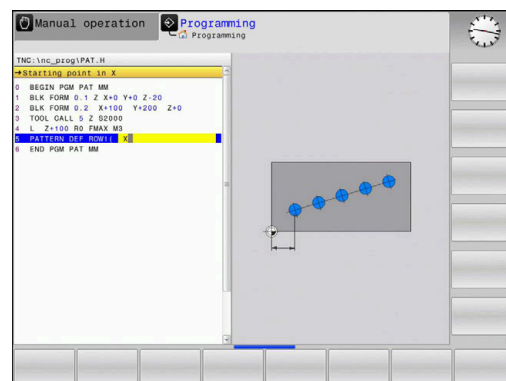 Manual operation
Programming
Programming
TNC:\nc_prog\PAT.H
→Starting point in X
0 BEGIN PGM PAT MM
1 BLK FORM 0.1 Z X+0 Y+0 Z-20
2 BLK FORM 0.2 X+100 Y+200 Z+0
3 TOOL CALL 5 Z S2000
4 L Z+100 R0 FMAX M3
5 PATTERN DEF ROW1( X
6 END PGM PAT MM